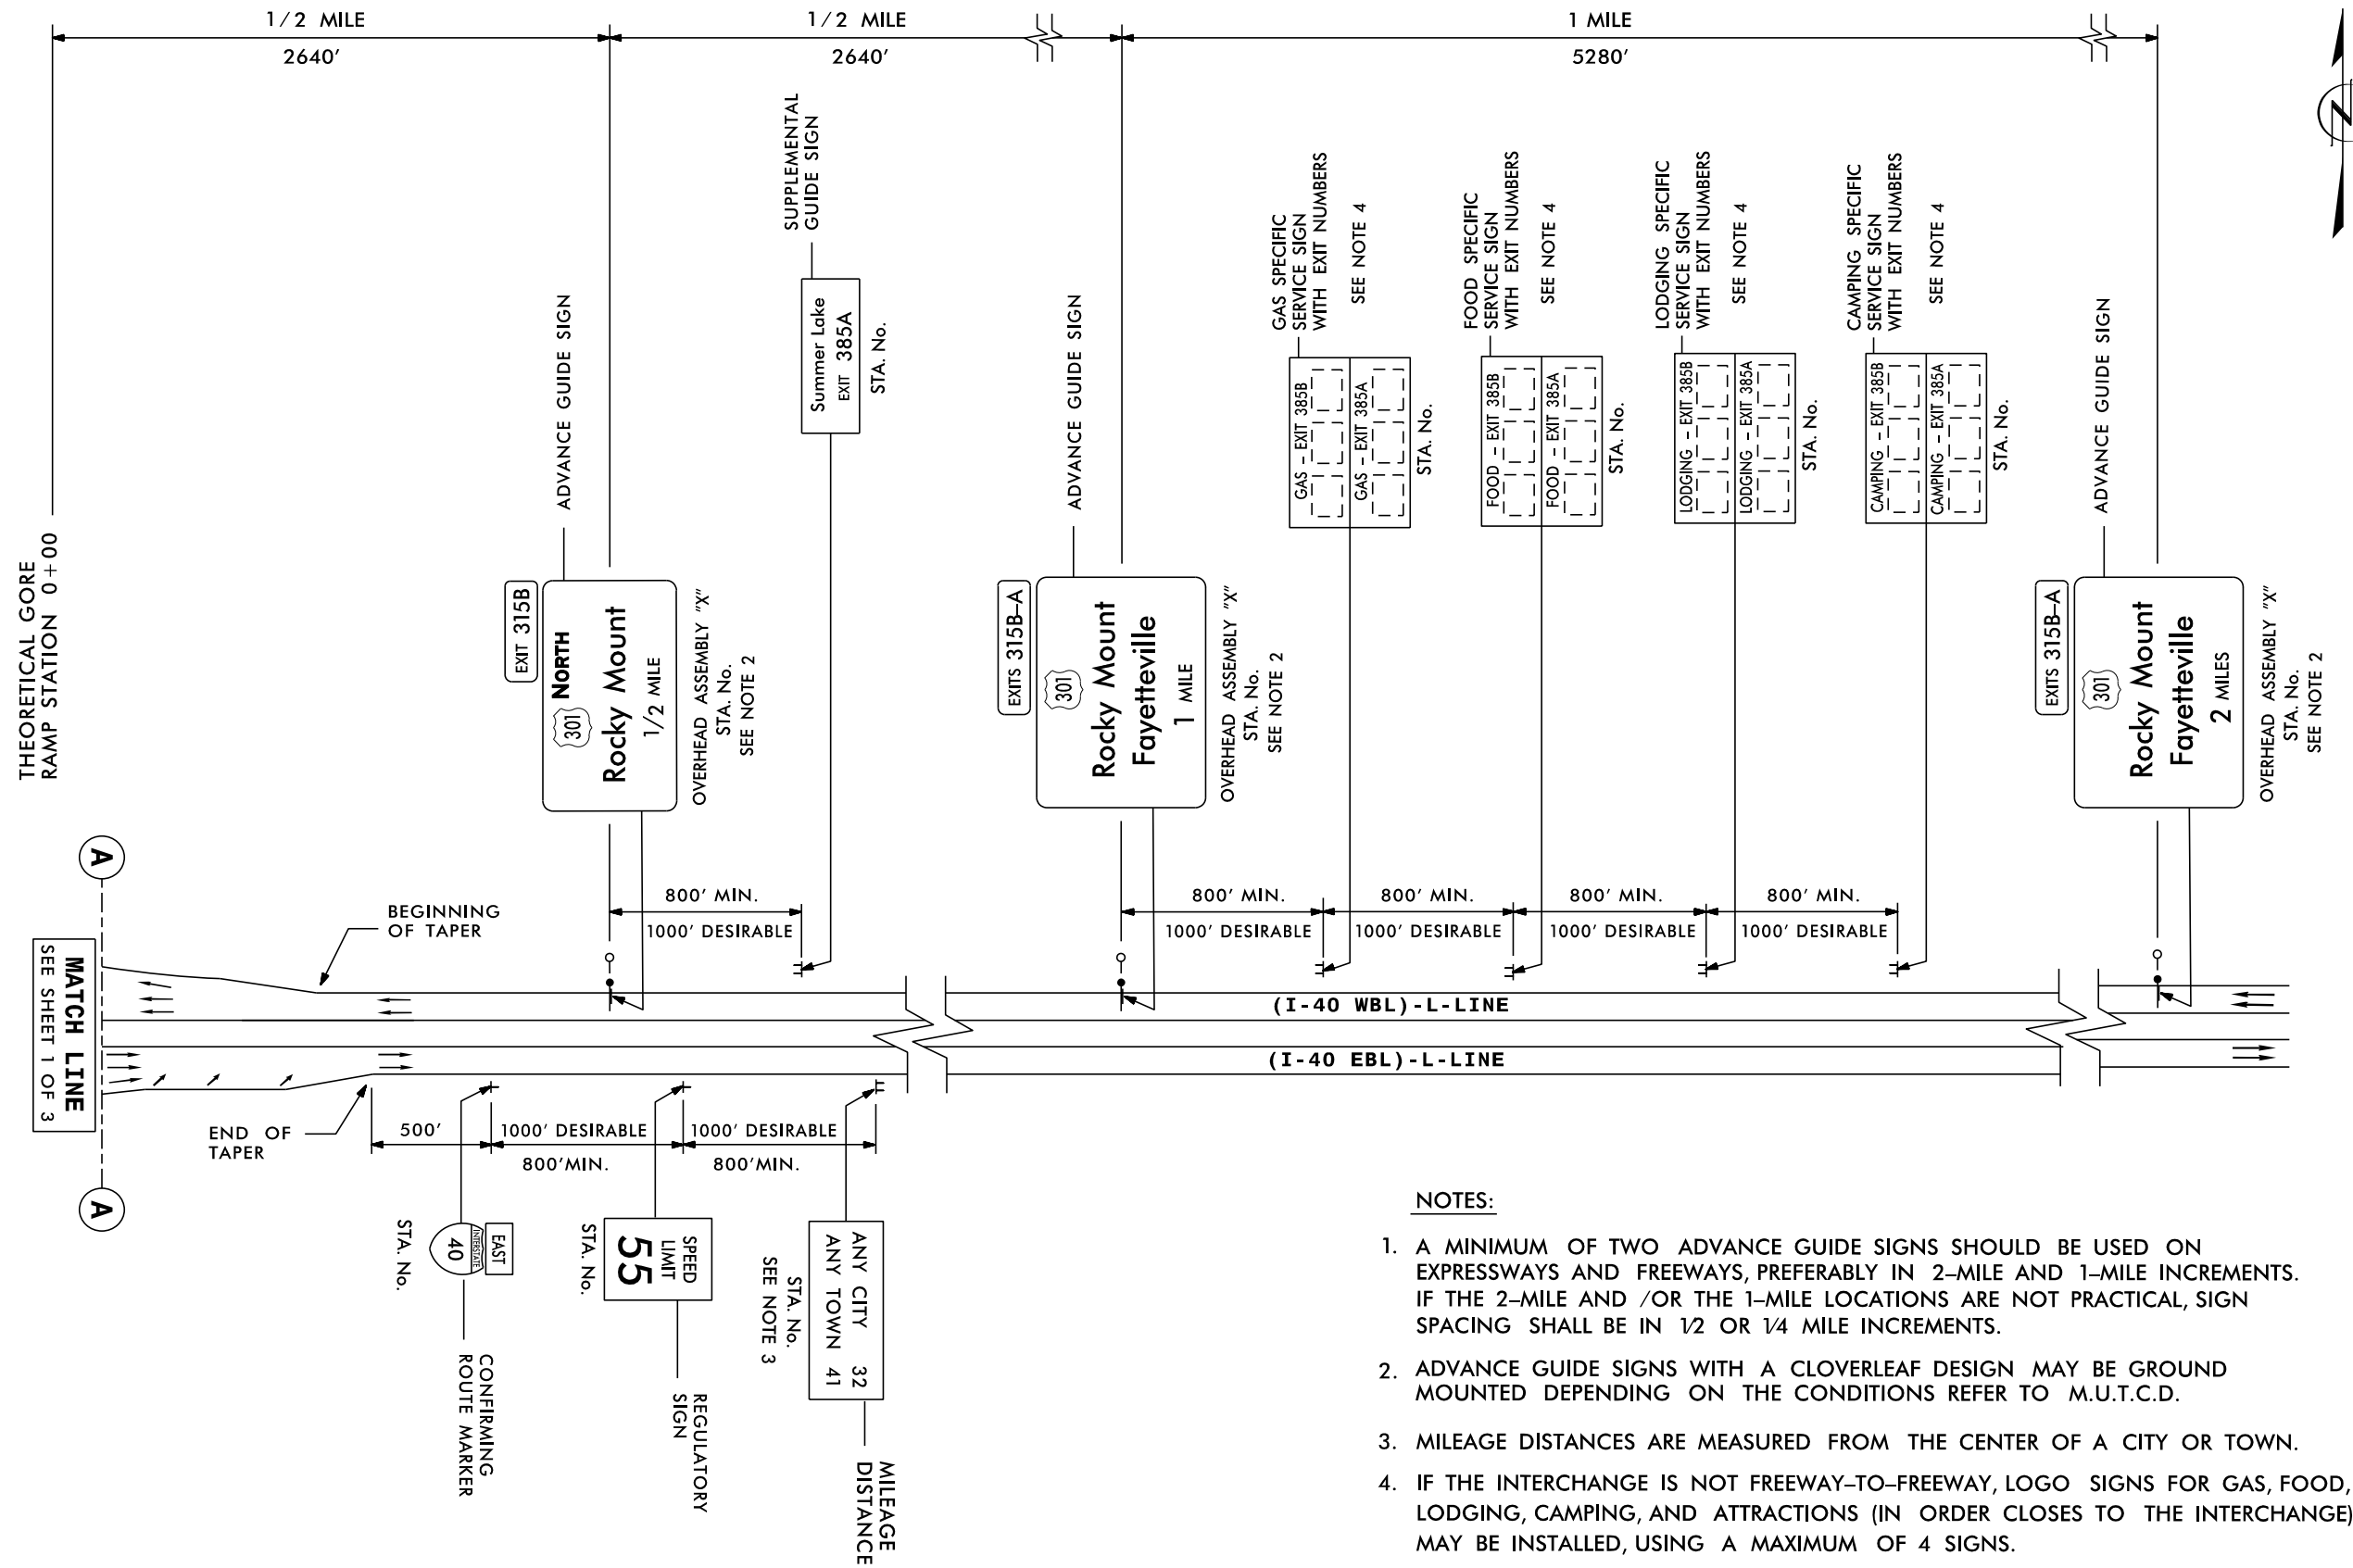 1/2 MILE
2640'
1/2 MILE
2640'
1 MILE
5280'
N
THEORETICAL GORE
RAMP STATION 0+00
ADVANCE GUIDE SIGN
EXIT 315B
301 NORTH
Rocky Mount
1/2 MILE
OVERHEAD ASSEMBLY "X"
STA. No.
SEE NOTE 2
SUPPLEMENTAL
GUIDE SIGN
Summer Lake
EXIT 385A
STA. No.
ADVANCE GUIDE SIGN
EXITS 315B-A
301
Rocky Mount
Fayetteville
1 MILE
OVERHEAD ASSEMBLY "X"
STA. No.
SEE NOTE 2
GAS SPECIFIC
SERVICE SIGN
WITH EXIT NUMBERS
SEE NOTE 4
GAS - EXIT 385B
GAS - EXIT 385A
STA. No.
FOOD SPECIFIC
SERVICE SIGN
WITH EXIT NUMBERS
SEE NOTE 4
FOOD - EXIT 385B
FOOD - EXIT 385A
STA. No.
LODGING SPECIFIC
SERVICE SIGN
WITH EXIT NUMBERS
SEE NOTE 4
LODGING - EXIT 385B
LODGING - EXIT 385A
STA. No.
CAMPING SPECIFIC
SERVICE SIGN
WITH EXIT NUMBERS
SEE NOTE 4
CAMPING - EXIT 385B
CAMPING - EXIT 385A
STA. No.
ADVANCE GUIDE SIGN
EXITS 315B-A
301
Rocky Mount
Fayetteville
2 MILES
OVERHEAD ASSEMBLY "X"
STA. No.
SEE NOTE 2
A
BEGINNING
OF TAPER
800' MIN.
1000' DESIRABLE
800' MIN.
1000' DESIRABLE
800' MIN.
1000' DESIRABLE
800' MIN.
1000' DESIRABLE
800' MIN.
1000' DESIRABLE
MATCH LINE
SEE SHEET 1 OF 3
(I-40 WBL)-L-LINE
(I-40 EBL)-L-LINE
END OF
TAPER
500'
1000' DESIRABLE
800'MIN.
1000' DESIRABLE
800'MIN.
A
EAST
INTERSTATE
40
STA. No.
CONFIRMING
ROUTE MARKER
SPEED
LIMIT
55
STA. No.
REGULATORY
SIGN
ANY CITY 32
ANY TOWN 41
STA. No.
SEE NOTE 3
MILEAGE
DISTANCE
NOTES:
1. A MINIMUM OF TWO ADVANCE GUIDE SIGNS SHOULD BE USED ON
EXPRESSWAYS AND FREEWAYS, PREFERABLY IN 2-MILE AND 1-MILE INCREMENTS.
IF THE 2-MILE AND /OR THE 1-MILE LOCATIONS ARE NOT PRACTICAL, SIGN
SPACING SHALL BE IN 1/2 OR 1/4 MILE INCREMENTS.
2. ADVANCE GUIDE SIGNS WITH A CLOVERLEAF DESIGN MAY BE GROUND
MOUNTED DEPENDING ON THE CONDITIONS REFER TO M.U.T.C.D.
3. MILEAGE DISTANCES ARE MEASURED FROM THE CENTER OF A CITY OR TOWN.
4. IF THE INTERCHANGE IS NOT FREEWAY-TO-FREEWAY, LOGO SIGNS FOR GAS, FOOD,
LODGING, CAMPING, AND ATTRACTIONS (IN ORDER CLOSES TO THE INTERCHANGE)
MAY BE INSTALLED, USING A MAXIMUM OF 4 SIGNS.